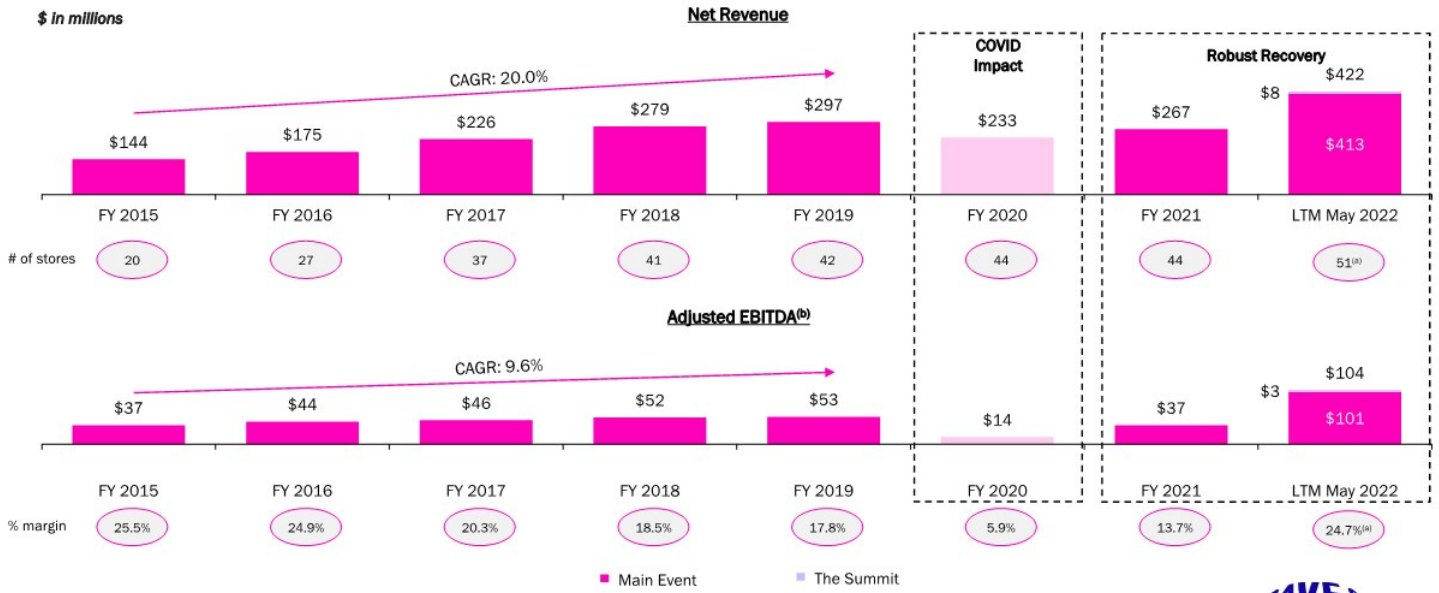 $ in millions
Net Revenue
COVID
Impact
Robust Recovery
CAGR: 20.0%
$144
$175
$226
$279
$297
$233
$267
$422
$8
$413
FY 2015
FY 2016
FY 2017
FY 2018
FY 2019
FY 2020
FY 2021
LTM May 2022
# of stores
20
27
37
41
42
44
44
51(a)
Adjusted EBITDA(b)
CAGR: 9.6%
$37
$44
$46
$52
$53
$14
$37
$104
$3
$101
FY 2015
FY 2016
FY 2017
FY 2018
FY 2019
FY 2020
FY 2021
LTM May 2022
% margin
25.5%
24.9%
20.3%
18.5%
17.8%
5.9%
13.7%
24.7%(a)
Main Event
The Summit